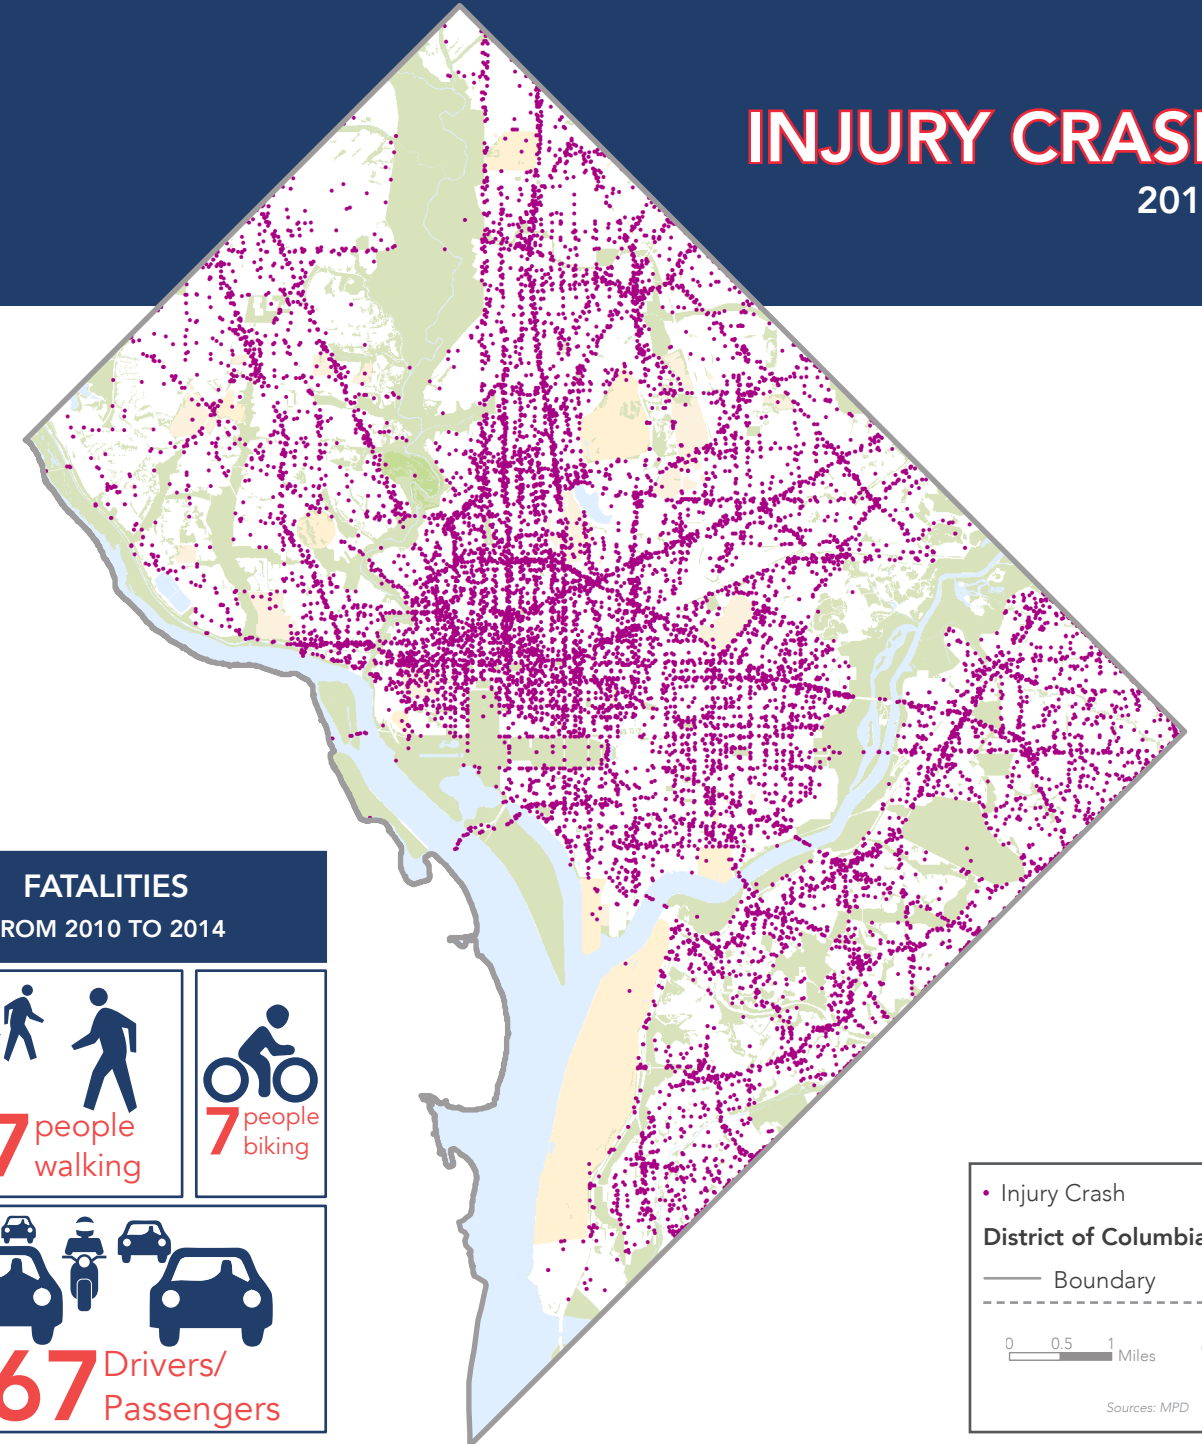 INJURY CRAS
201
FATALITIES
ROM 2010 TO 2014
7 people
walking
7 people
biking
67 Drivers/
Passengers
Injury Crash
District of Columbia
Boundary
0 0.5 1
Miles
Sources: MPD